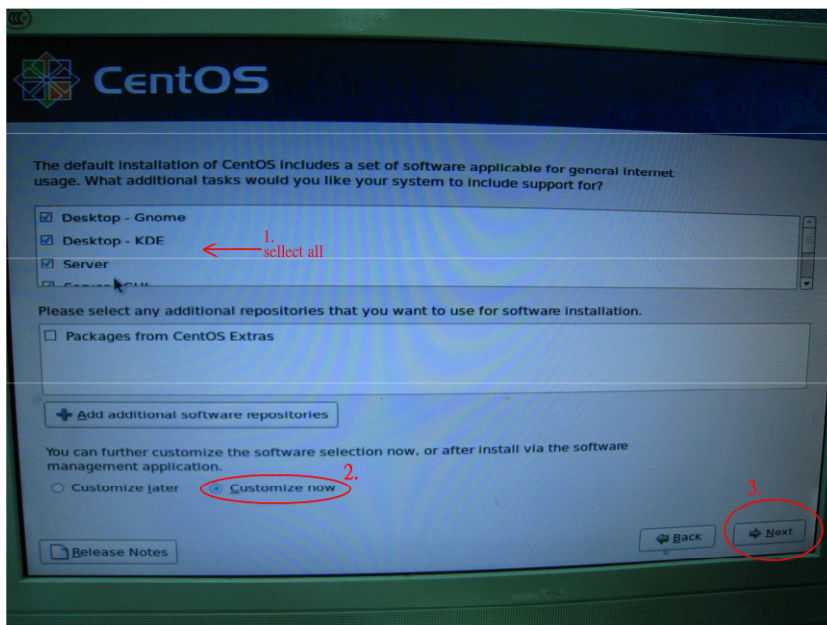 CentOS
The default installation of CentOS includes a set of software applicable for general internet
usage. What additional tasks would you like your system to include support for?
Desktop - Gnome
1.
Desktop - KDE
sellect all
Server
Please select any additional repositories that you want to use for software installation.
Packages from CentOS Extras
Add additional software repositories
You can further customize the software selection now, or after install via the software
management application.
2.
Customize later
Customize now
3.
Back
Next
Release Notes